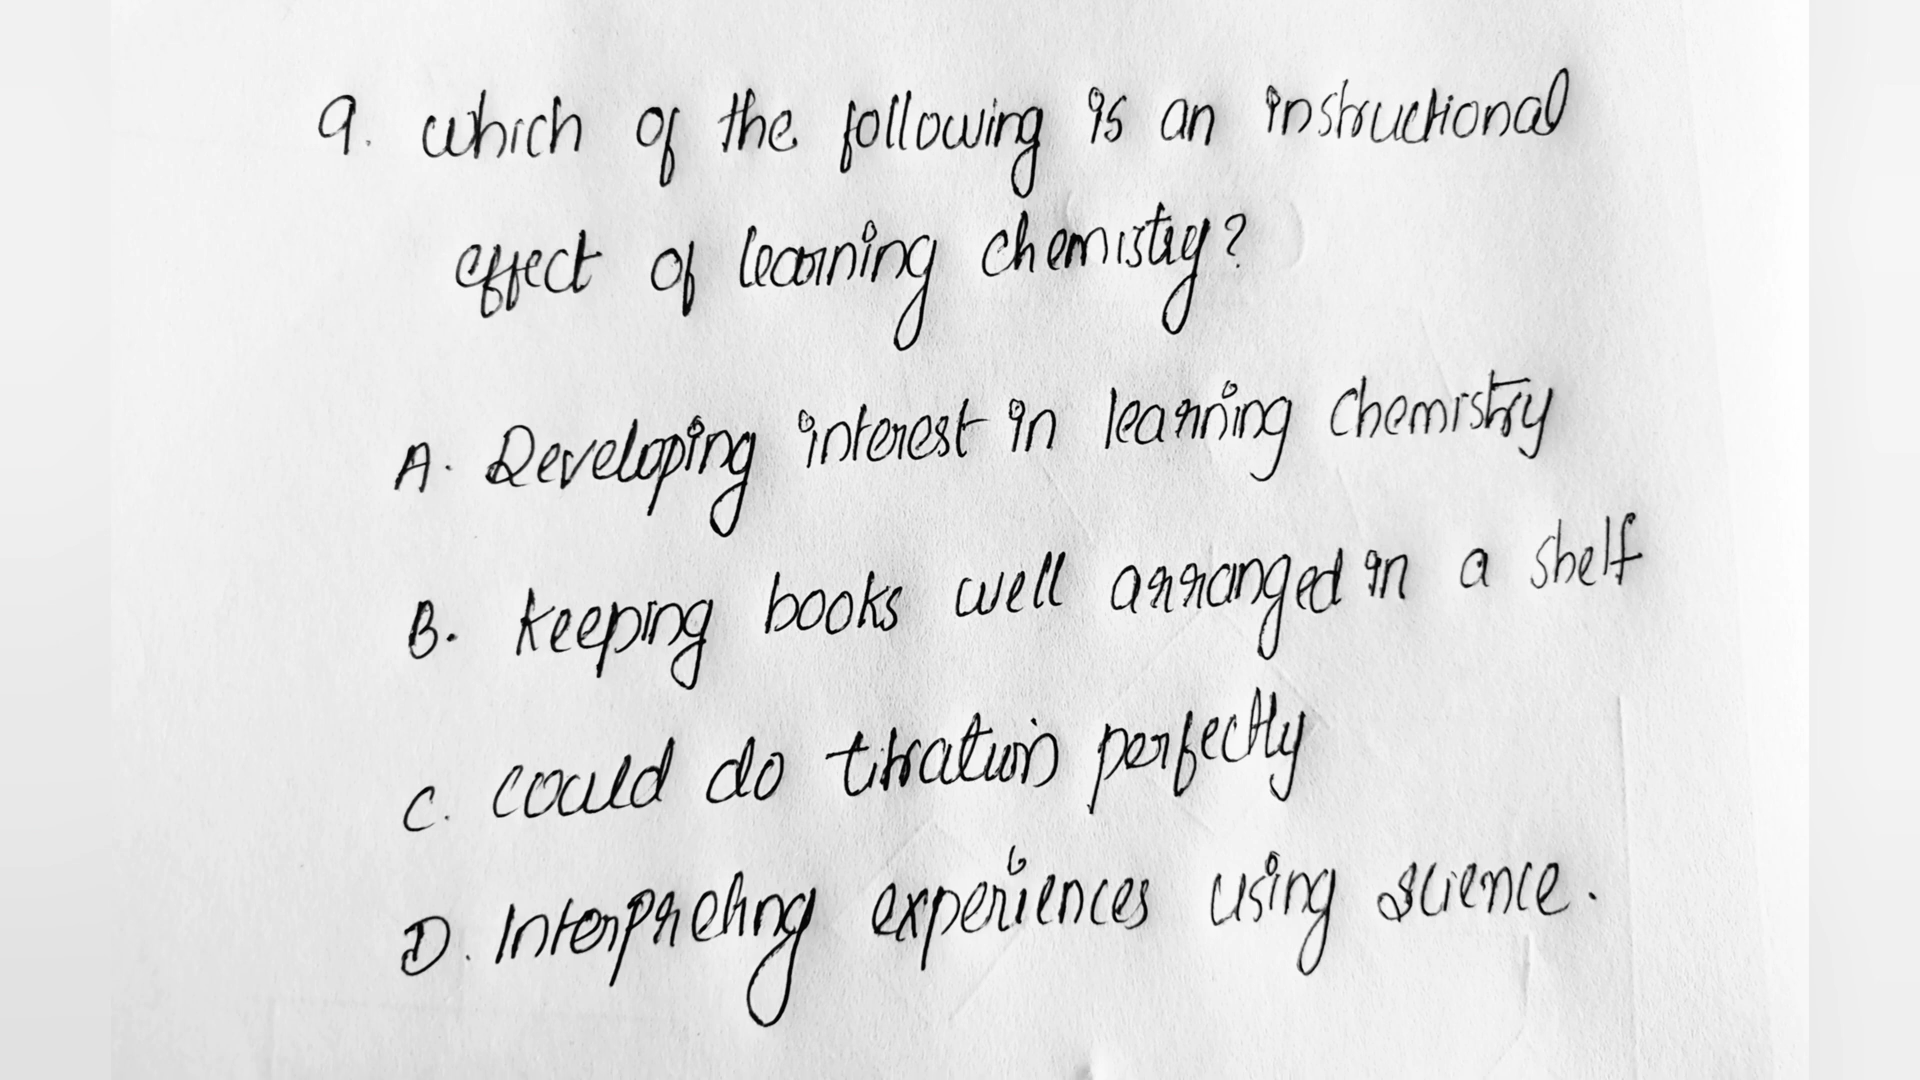 9. Which of the following is an instructional
effect of learning chemistry?
A. Developing interest in learning chemistry
B. Keeping books well arranged in a shelf
C. Could do titration perfectly
D. Interpreting experiences using science.